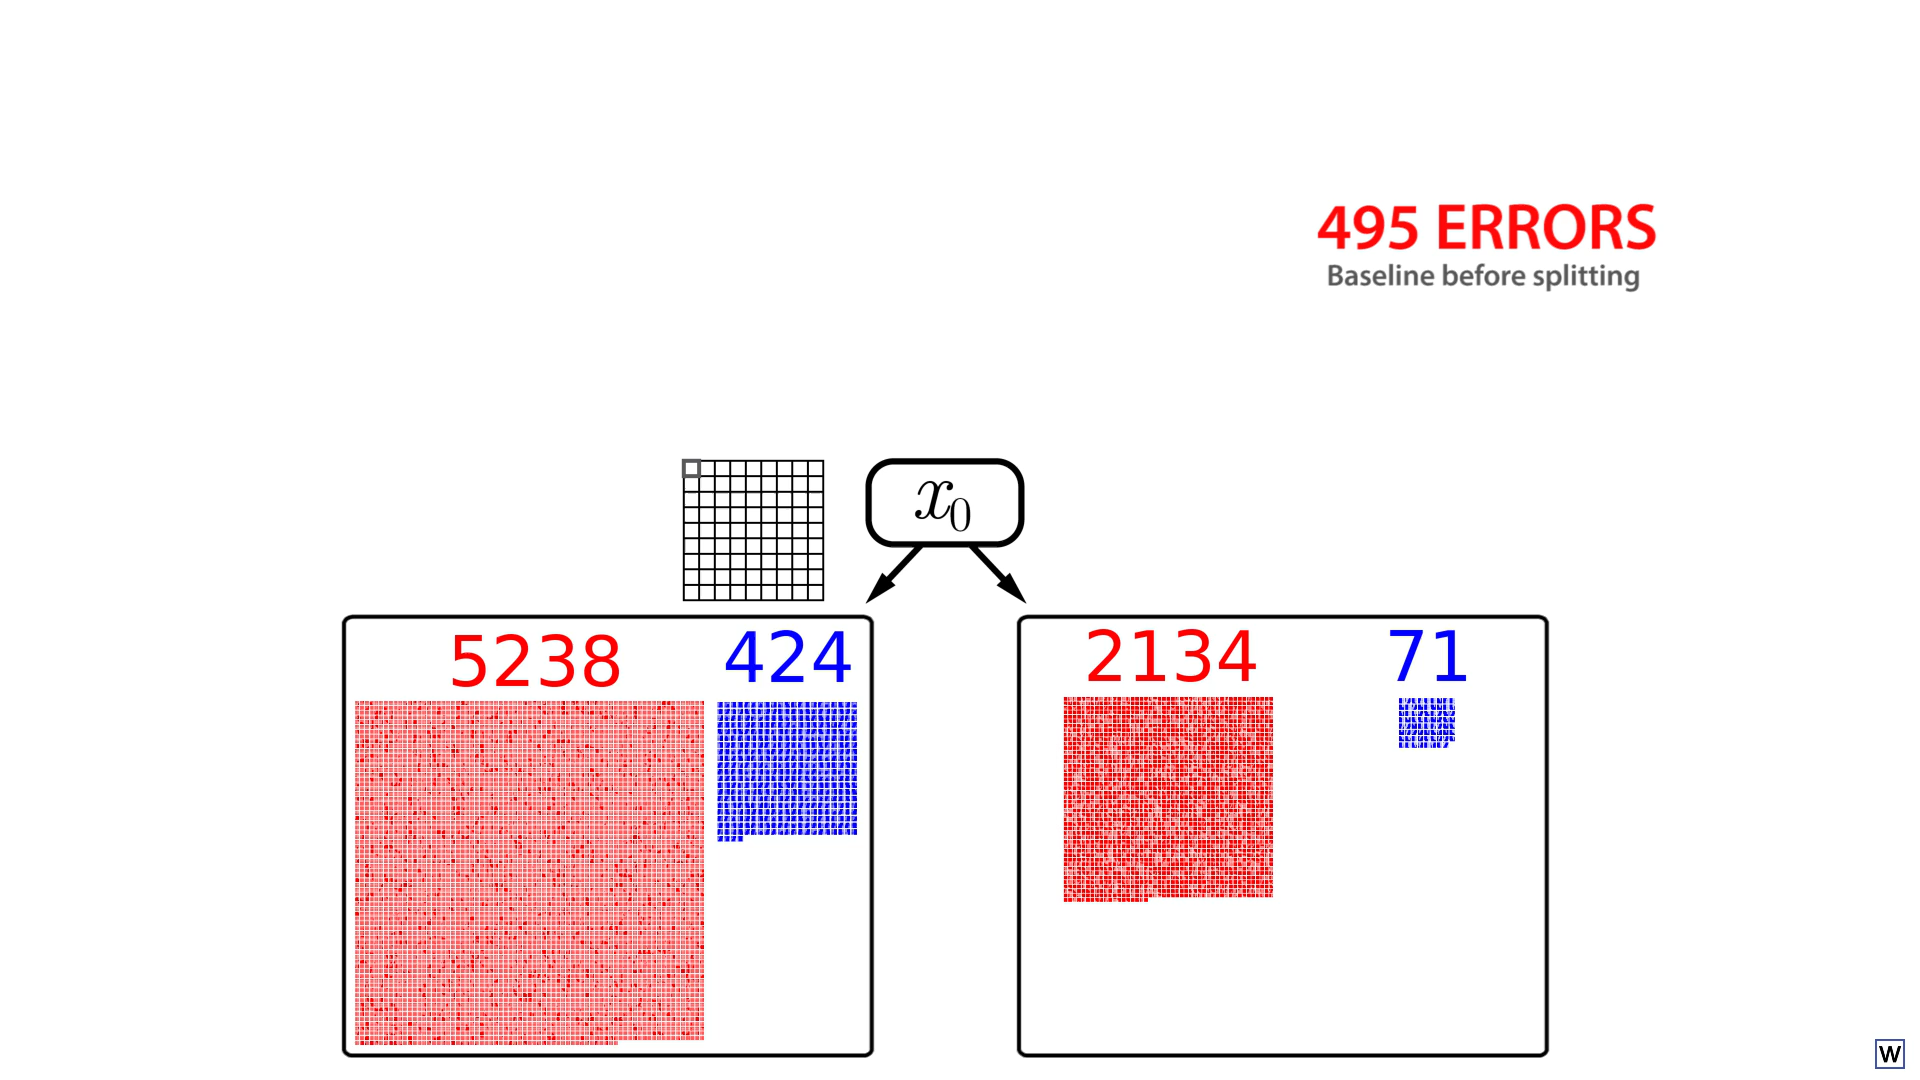 495 ERRORS
Baseline before splitting
x₀
5238 424 2134 71
W